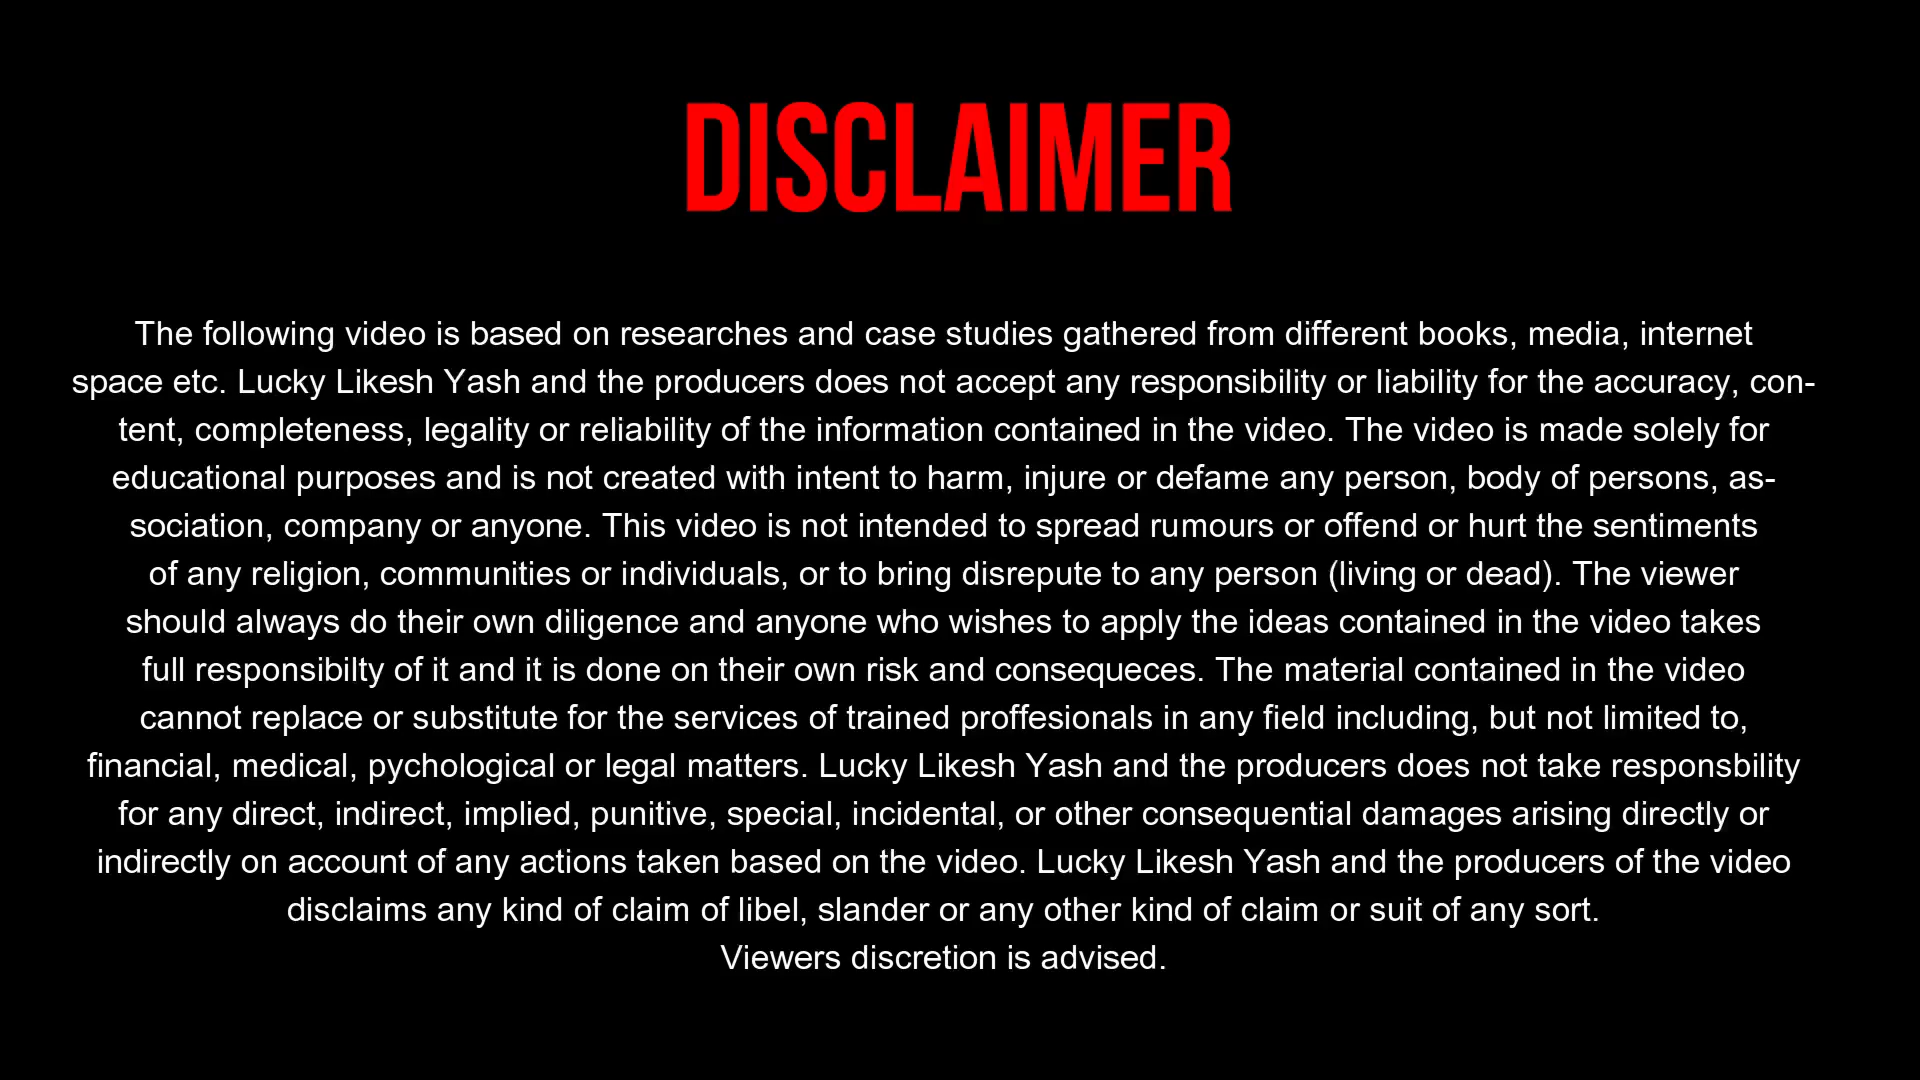 DISCLAIMER
The following video is based on researches and case studies gathered from different books, media, internet
space etc. Lucky Likesh Yash and the producers does not accept any responsibility or liability for the accuracy, con-
tent, completeness, legality or reliability of the information contained in the video. The video is made solely for
educational purposes and is not created with intent to harm, injure or defame any person, body of persons, as-
sociation, company or anyone. This video is not intended to spread rumours or offend or hurt the sentiments
of any religion, communities or individuals, or to bring disrepute to any person (living or dead). The viewer
should always do their own diligence and anyone who wishes to apply the ideas contained in the video takes
full responsibilty of it and it is done on their own risk and consequeces. The material contained in the video
cannot replace or substitute for the services of trained proffesionals in any field including, but not limited to,
financial, medical, pychological or legal matters. Lucky Likesh Yash and the producers does not take responsbility
for any direct, indirect, implied, punitive, special, incidental, or other consequential damages arising directly or
indirectly on account of any actions taken based on the video. Lucky Likesh Yash and the producers of the video
disclaims any kind of claim of libel, slander or any other kind of claim or suit of any sort.
Viewers discretion is advised.